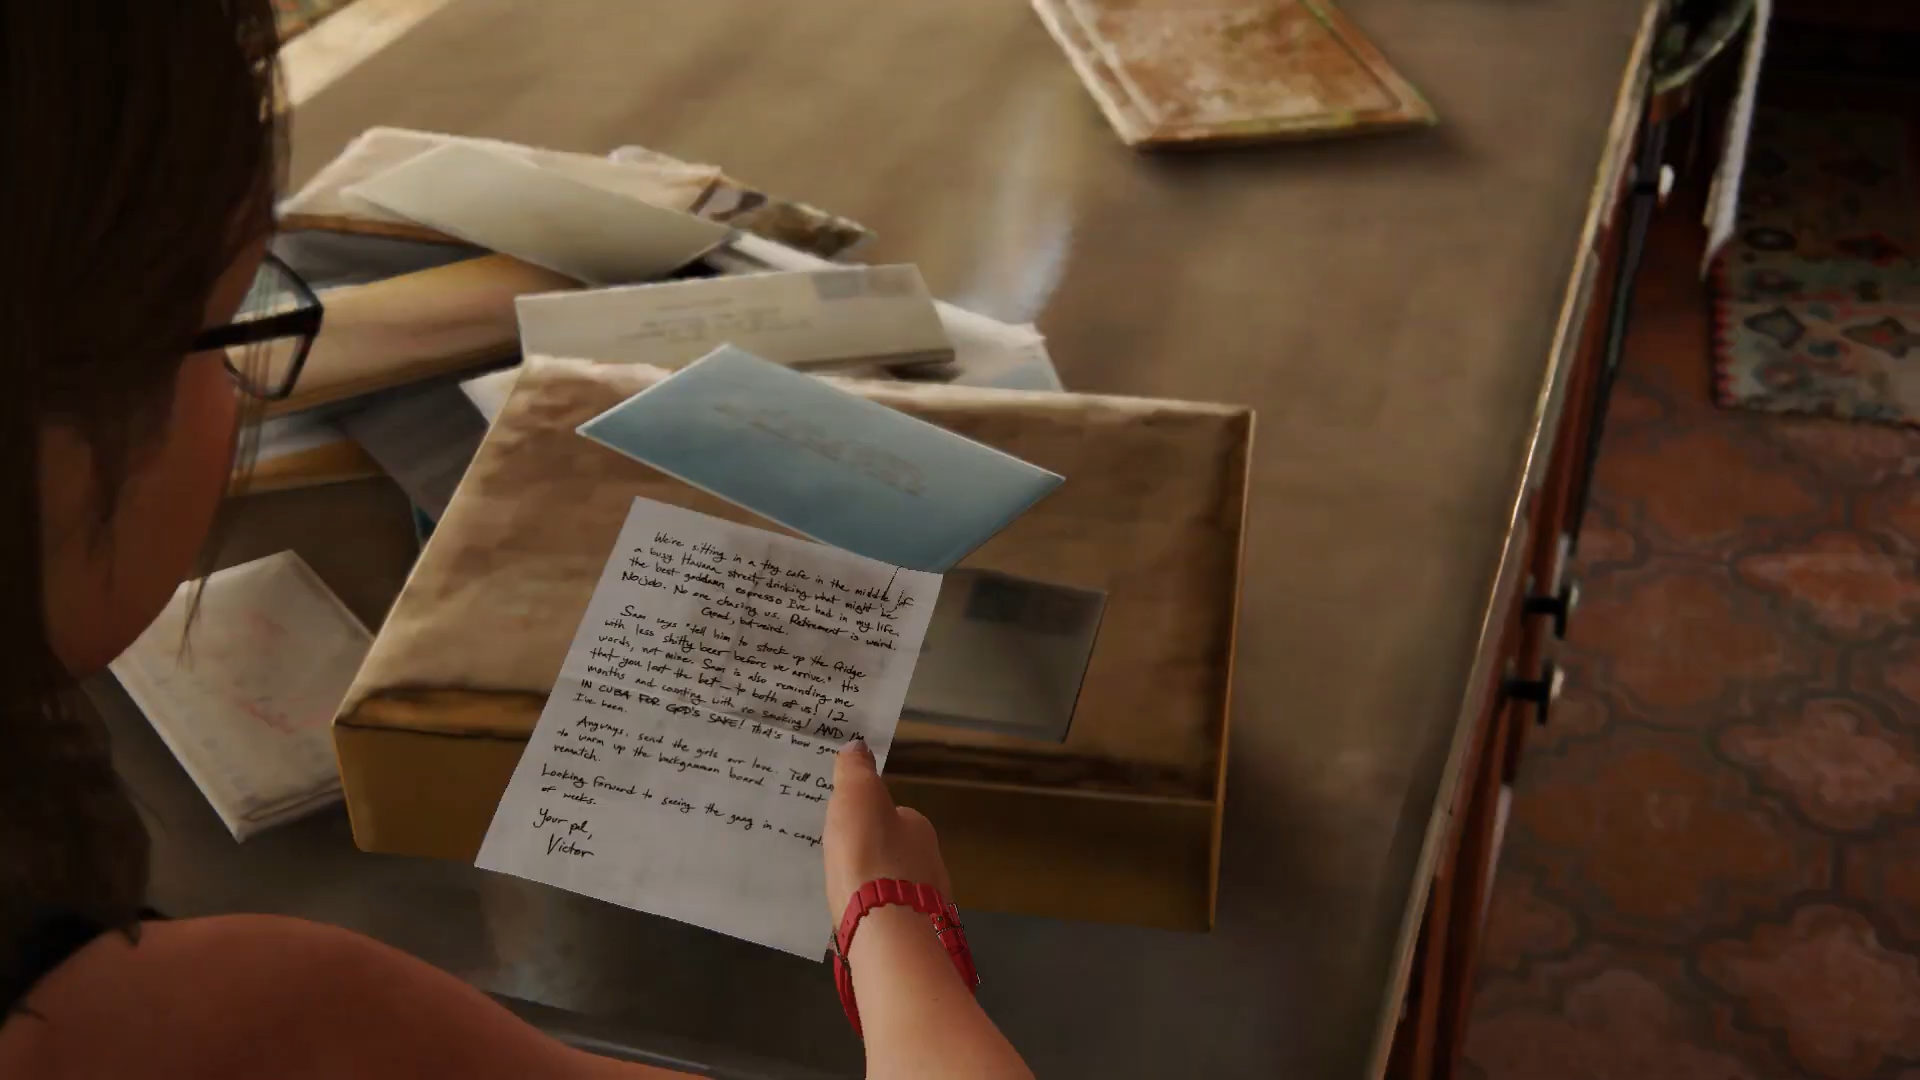 We're sitting in a tiny cafe in the middle of
a busy Havana street, drinking what might be
the best goddamn espresso I've had in my life.
No job. No one chasing us. Retirement is weird.
Good, but weird.
Sam says "tell him to stock up the fridge
with less shitty beer before we arrive." His
words, not mine. Sam is also reminding me
that you lost the bet — to both of us! 12
months and counting with no smoking! AND I'M
IN CUBA FOR GOD'S SAKE! That's how
I've been.
Anyways, send the girls our love. Tell
to warm up the backgammon board. I want
rematch.
Looking forward to seeing the gang in a
of weeks.
Your pal,
Victor